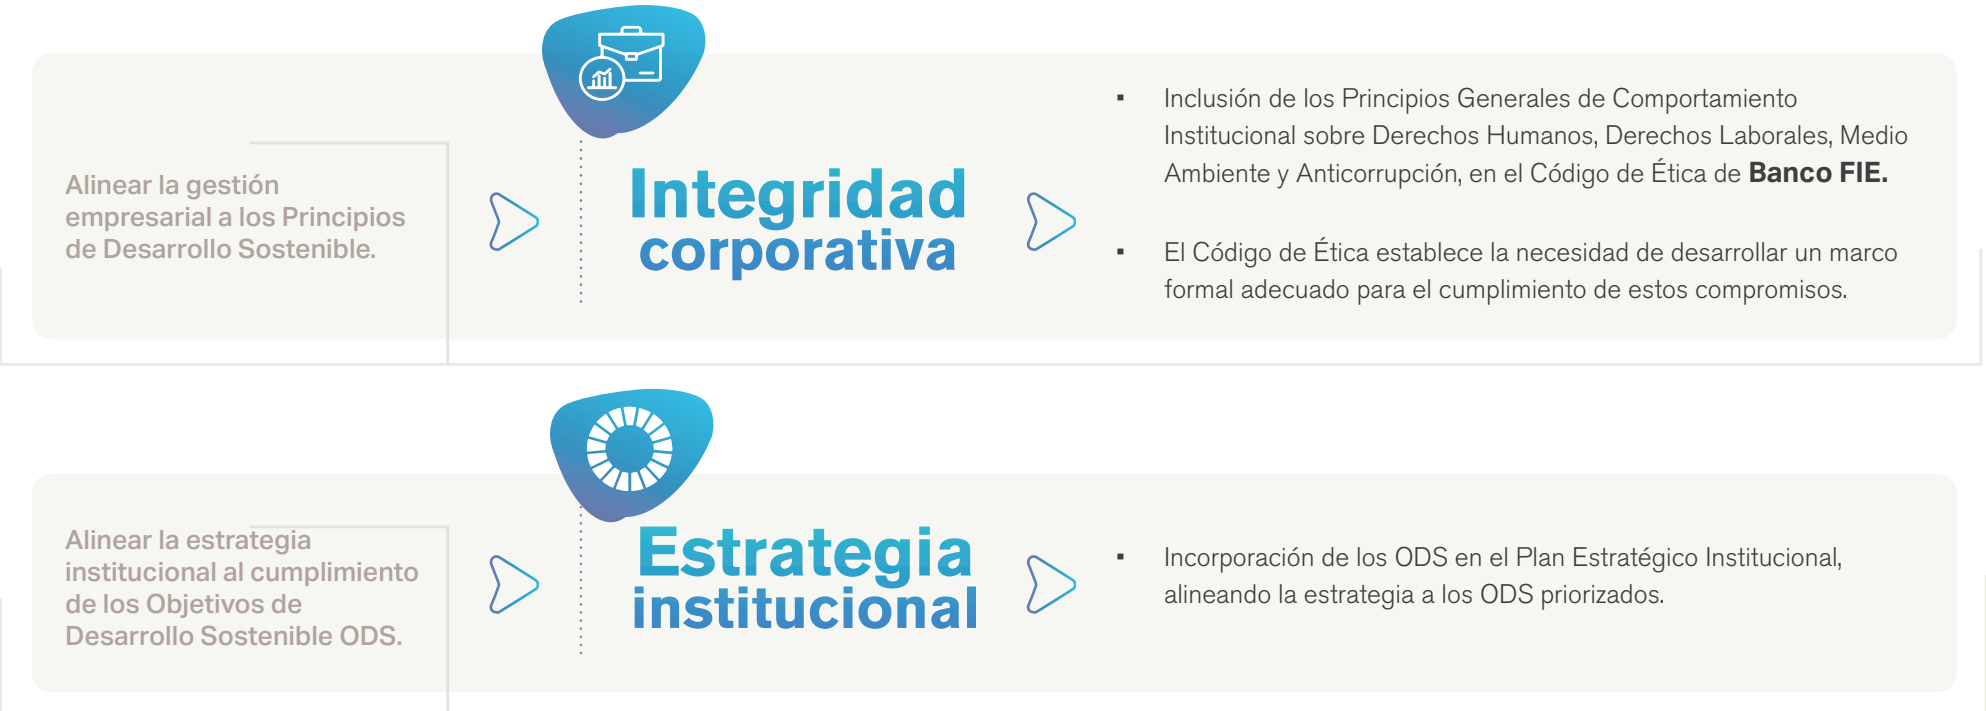 Alinear la gestión
empresarial a los Principios
de Desarrollo Sostenible.
Integridad
corporativa
▪ Inclusión de los Principios Generales de Comportamiento
Institucional sobre Derechos Humanos, Derechos Laborales, Medio
Ambiente y Anticorrupción, en el Código de Ética de Banco FIE.
▪ El Código de Ética establece la necesidad de desarrollar un marco
formal adecuado para el cumplimiento de estos compromisos.
Alinear la estrategia
institucional al cumplimiento
de los Objetivos de
Desarrollo Sostenible ODS.
Estrategia
institucional
▪ Incorporación de los ODS en el Plan Estratégico Institucional,
alineando la estrategia a los ODS priorizados.